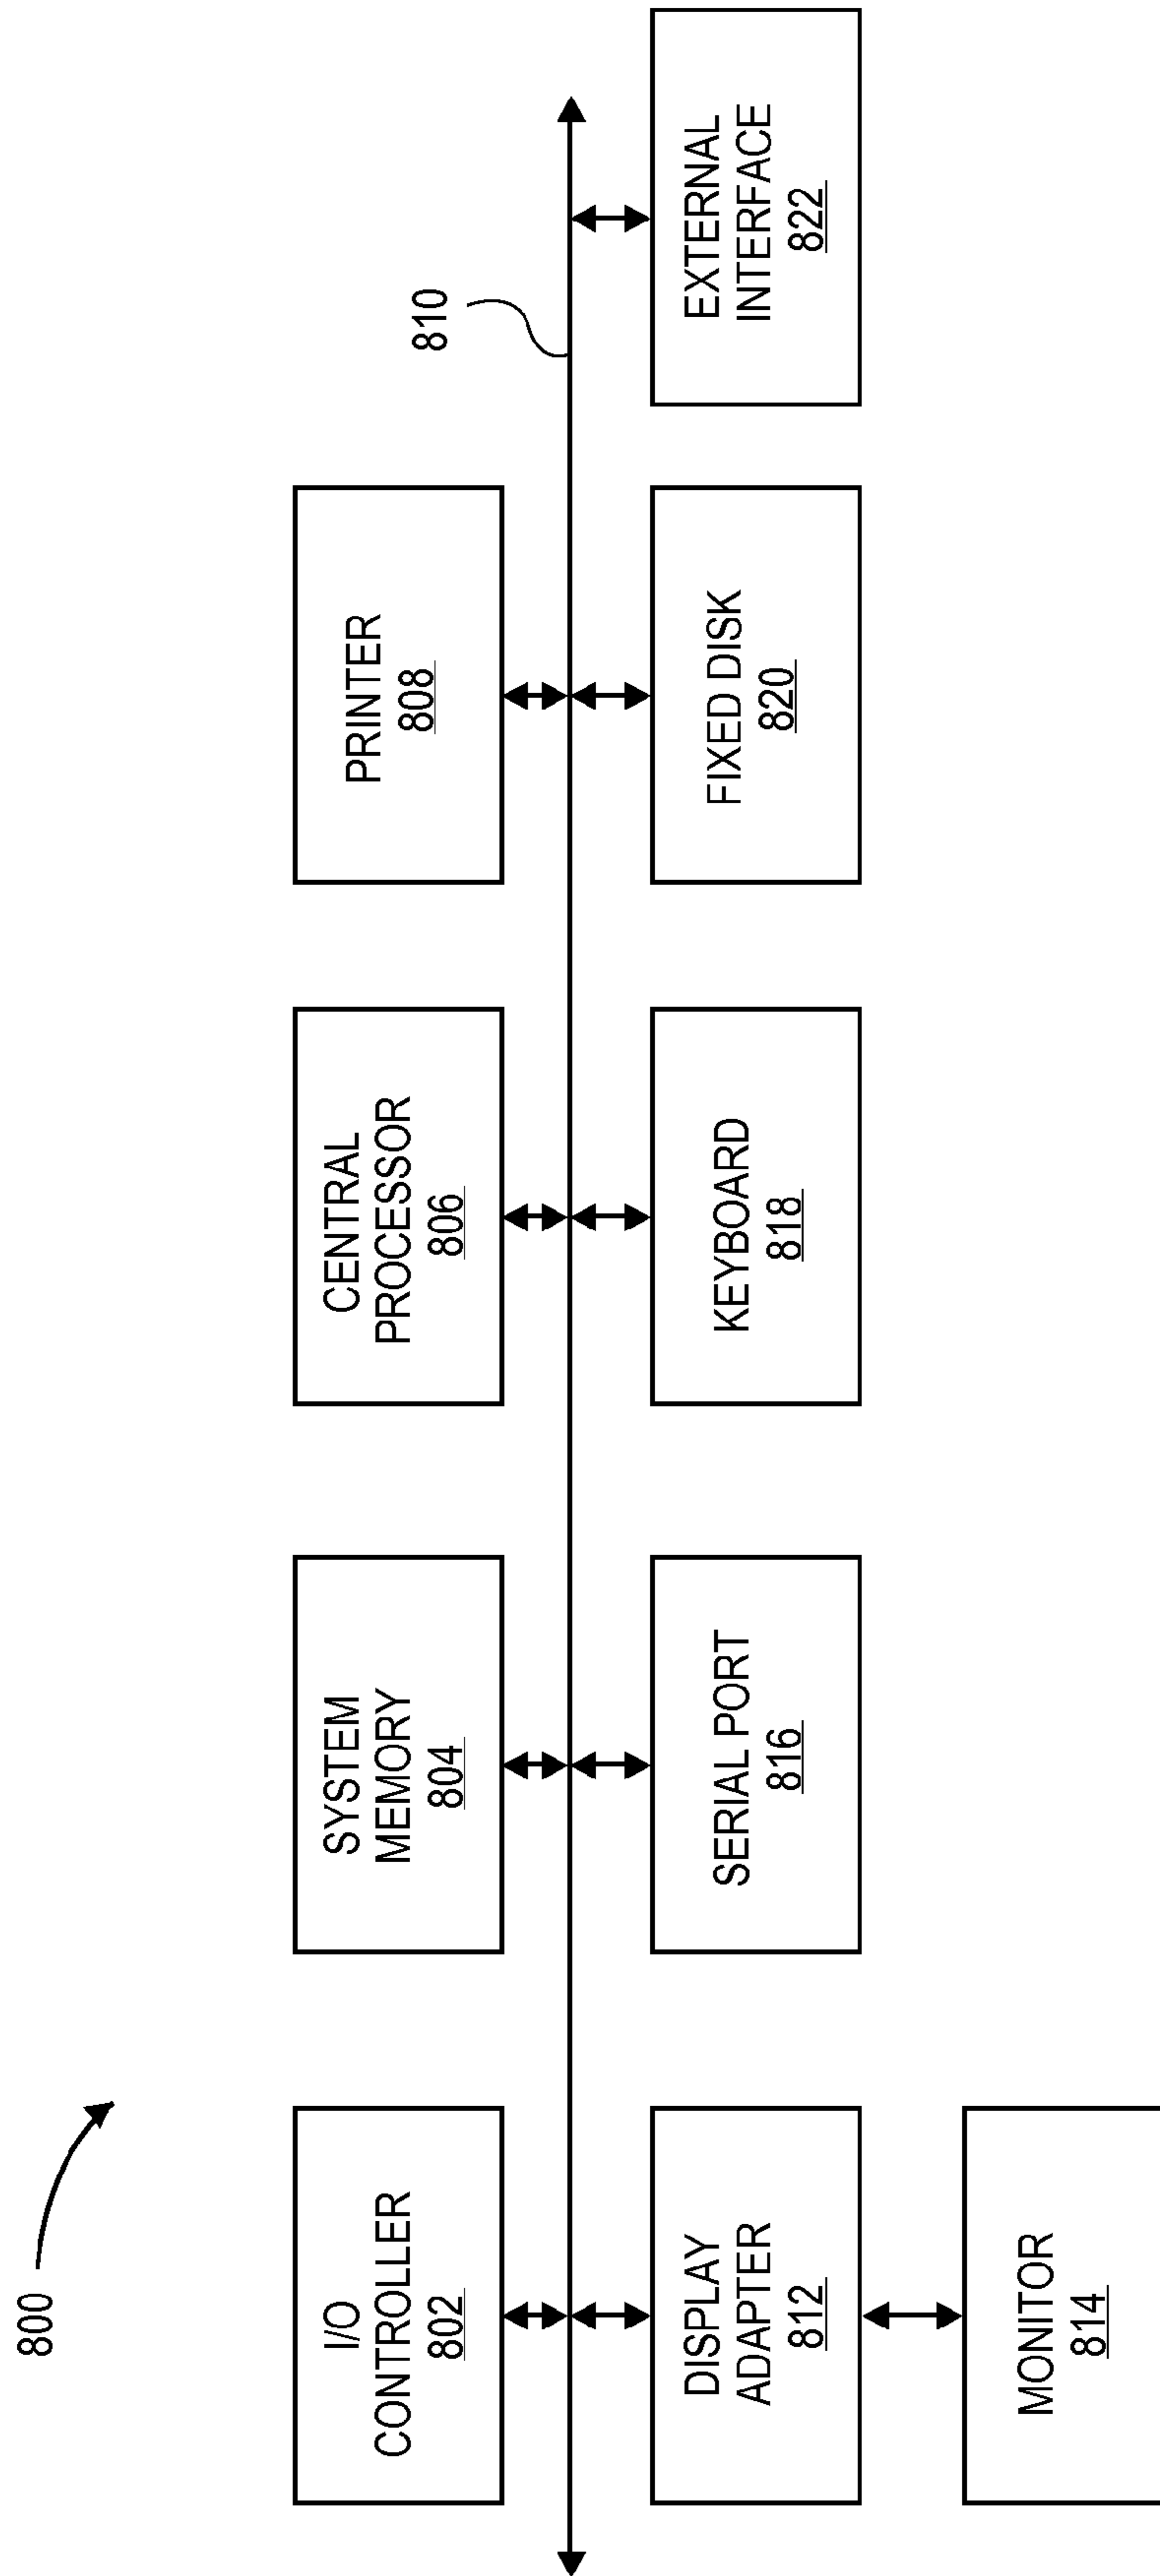 800
I/O
CONTROLLER
802
SYSTEM
MEMORY
804
CENTRAL
PROCESSOR
806
PRINTER
808
810
DISPLAY
ADAPTER
812
SERIAL PORT
816
KEYBOARD
818
FIXED DISK
820
EXTERNAL
INTERFACE
822
MONITOR
814